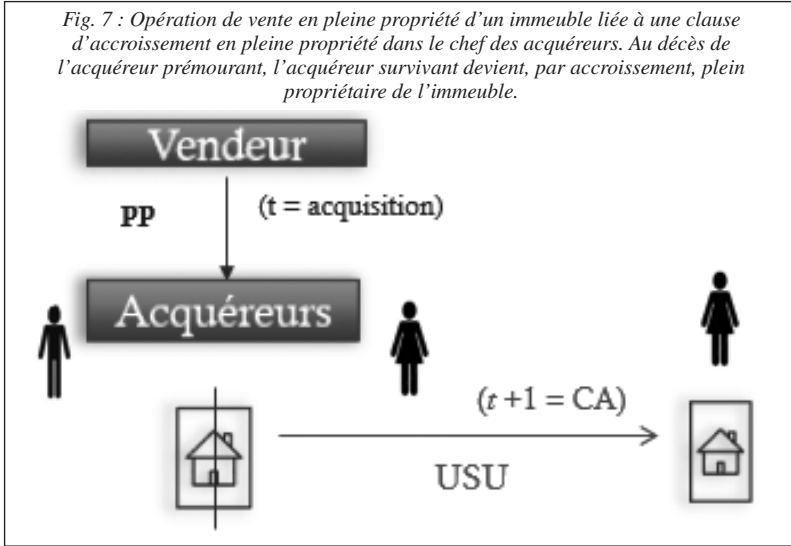 Fig. 7 : Opération de vente en pleine propriété d'un immeuble liée à une clause
d'accroissement en pleine propriété dans le chef des acquéreurs. Au décès de
l'acquéreur prémourant, l'acquéreur survivant devient, par accroissement, plein
propriétaire de l'immeuble.
Vendeur
pp (t = acquisition)
Acquéreurs
(t +1 = CA)
USU